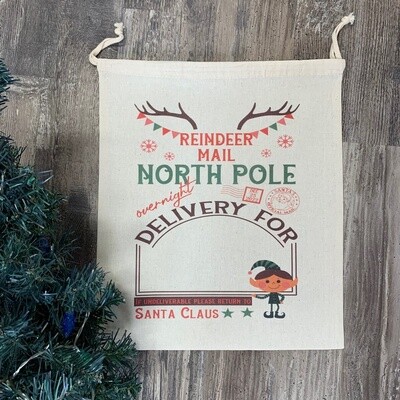 REINDEER
MAIL
NORTH POLE
overnight
DELIVERY FOR
IF UNDELIVERABLE PLEASE RETURN TO
SANTA CLAUS